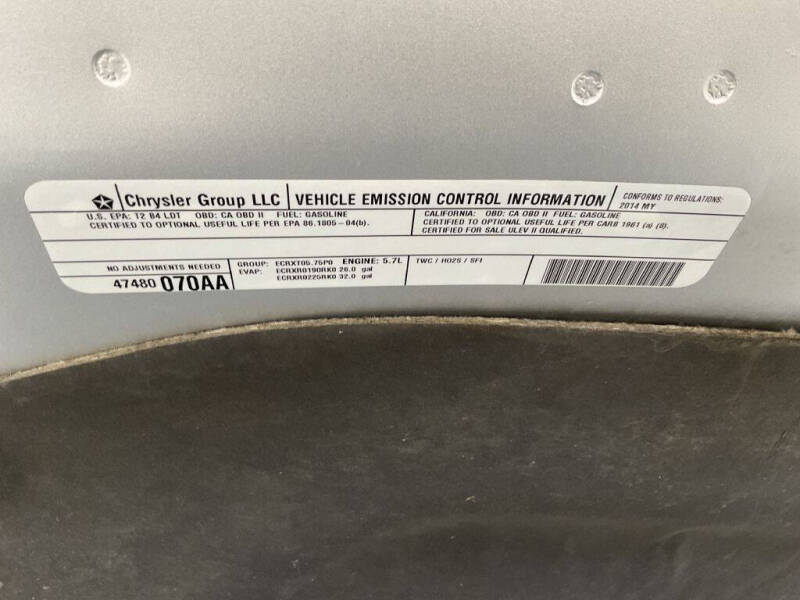 Chrysler Group LLC VEHICLE EMISSION CONTROL INFORMATION CONFORMS TO REGULATIONS:
2014 MY
U.S. EPA: T2 B4 LDT OBD: CA OBD II FUEL: GASOLINE
CERTIFIED TO OPTIONAL USEFUL LIFE PER EPA 86.1805-04(b).
CALIFORNIA: OBD: CA OBD II FUEL: GASOLINE
CERTIFIED TO OPTIONAL USEFUL LIFE PER CARB 1961 (a) (8).
CERTIFIED FOR SALE ULEV II QUALIFIED.
NO ADJUSTMENTS NEEDED
47480 070AA
GROUP: ECRXT05.75P0 ENGINE: 5.7L
EVAP: ECRXR0190RK0 26.0 gal
ECRXR0225RK0 32.0 gal
TWC / HO2S / SFI